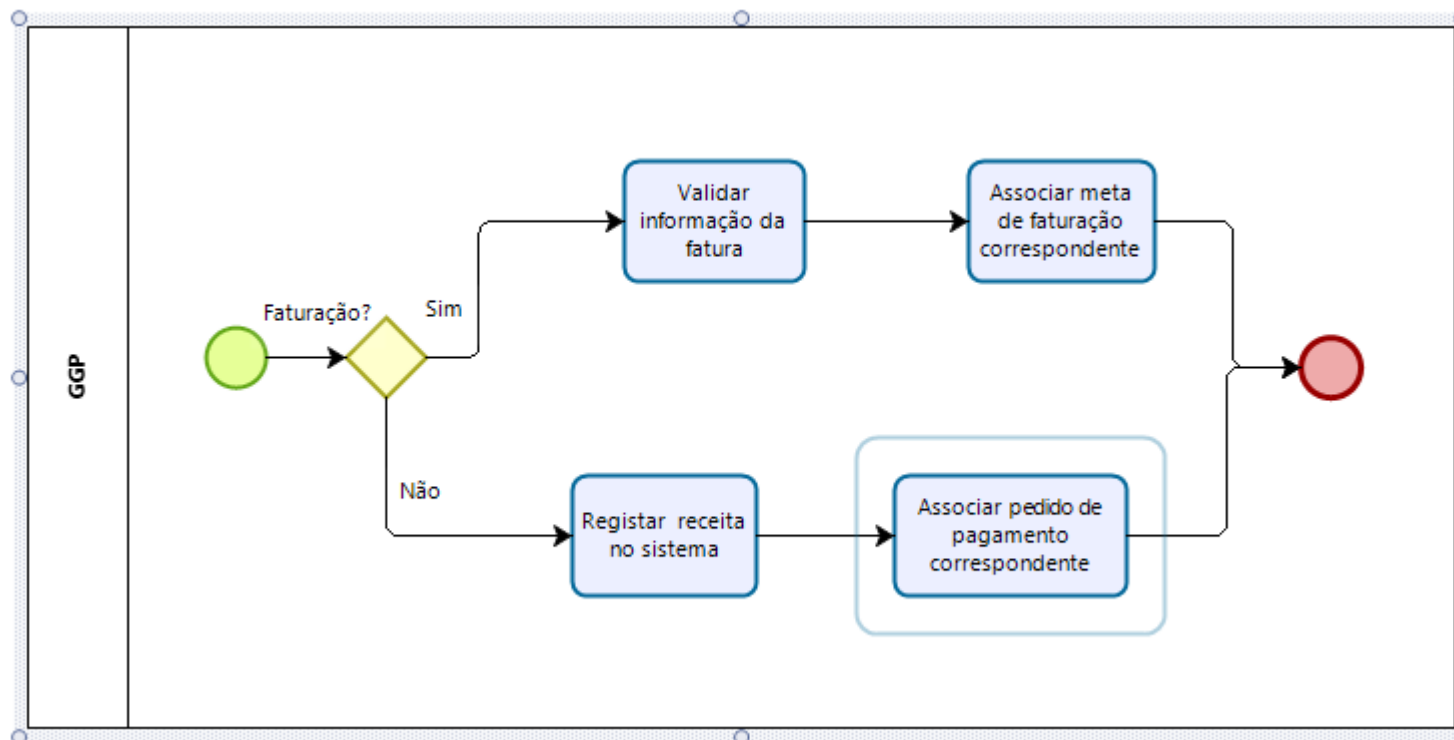 GGP
Faturação?
Sim
Validar
informação da
fatura
Associar meta
de faturação
correspondente
Não
Registar receita
no sistema
Associar pedido de
pagamento
correspondente